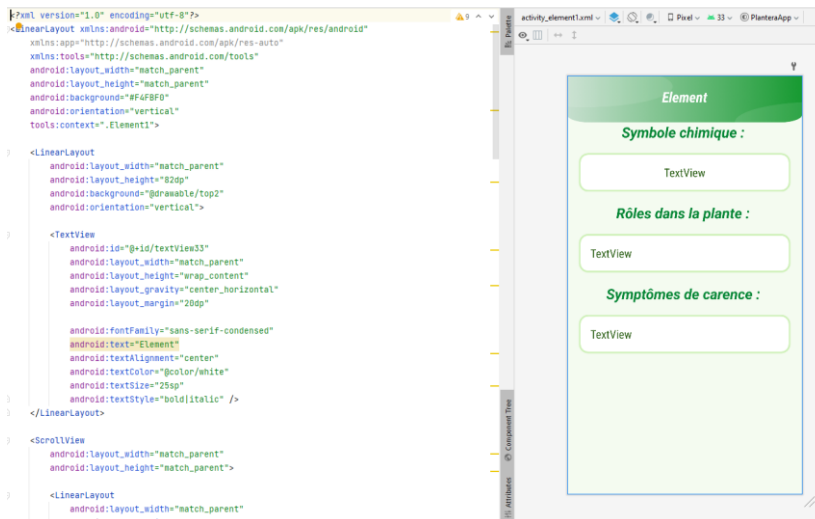 <?xml version="1.0" encoding="utf-8"?>
<LinearLayout xmlns:android="http://schemas.android.com/apk/res/android"
xmlns:app="http://schemas.android.com/apk/res-auto"
xmlns:tools="http://schemas.android.com/tools"
android:layout_width="match_parent"
android:layout_height="match_parent"
android:background="#F4FBF0"
android:orientation="vertical"
tools:context=".Element1">
<LinearLayout
android:layout_width="match_parent"
android:layout_height="82dp"
android:background="@drawable/top2"
android:orientation="vertical">
<TextView
android:id="@+id/textView33"
android:layout_width="match_parent"
android:layout_height="wrap_content"
android:layout_gravity="center_horizontal"
android:layout_margin="20dp"
android:fontFamily="sans-serif-condensed"
android:text="Element"
android:textAlignment="center"
android:textColor="@color/white"
android:textSize="25sp"
android:textStyle="bold|italic" />
</LinearLayout>
<ScrollView
android:layout_width="match_parent"
android:layout_height="match_parent">
<LinearLayout
android:layout_width="match_parent"
9
Palette
Component Tree
Attributes
activity_element1.xml
Pixel
33
PlanteraApp
Element
Symbole chimique :
TextView
Rôles dans la plante :
TextView
Symptômes de carence :
TextView